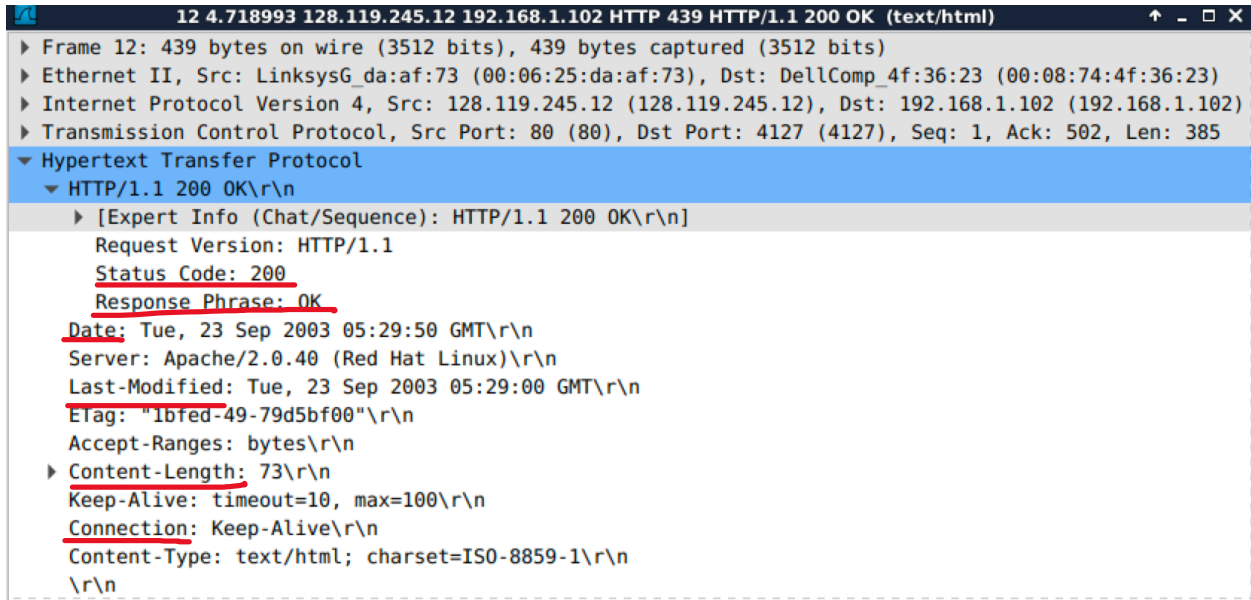 12 4.718993 128.119.245.12 192.168.1.102 HTTP 439 HTTP/1.1 200 OK (text/html)
Frame 12: 439 bytes on wire (3512 bits), 439 bytes captured (3512 bits)
Ethernet II, Src: LinksysG_da:af:73 (00:06:25:da:af:73), Dst: DellComp_4f:36:23 (00:08:74:4f:36:23)
Internet Protocol Version 4, Src: 128.119.245.12 (128.119.245.12), Dst: 192.168.1.102 (192.168.1.102)
Transmission Control Protocol, Src Port: 80 (80), Dst Port: 4127 (4127), Seq: 1, Ack: 502, Len: 385
Hypertext Transfer Protocol
HTTP/1.1 200 OK\r\n
[Expert Info (Chat/Sequence): HTTP/1.1 200 OK\r\n]
Request Version: HTTP/1.1
Status Code: 200
Response Phrase: OK
Date: Tue, 23 Sep 2003 05:29:50 GMT\r\n
Server: Apache/2.0.40 (Red Hat Linux)\r\n
Last-Modified: Tue, 23 Sep 2003 05:29:00 GMT\r\n
ETag: "1bfed-49-79d5bf00"\r\n
Accept-Ranges: bytes\r\n
Content-Length: 73\r\n
Keep-Alive: timeout=10, max=100\r\n
Connection: Keep-Alive\r\n
Content-Type: text/html; charset=ISO-8859-1\r\n
\r\n